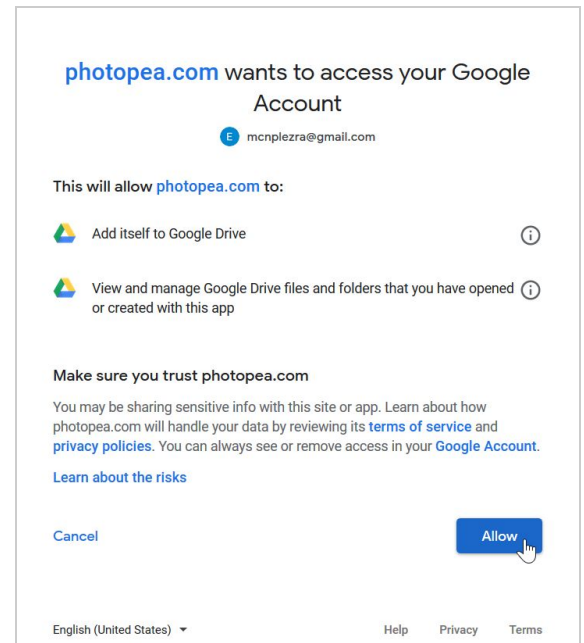 photopea.com wants to access your Google
Account
E mcnplezra@gmail.com
This will allow photopea.com to:
Add itself to Google Drive
View and manage Google Drive files and folders that you have opened
or created with this app
Make sure you trust photopea.com
You may be sharing sensitive info with this site or app. Learn about how
photopea.com will handle your data by reviewing its terms of service and
privacy policies. You can always see or remove access in your Google Account.
Learn about the risks
Cancel Allow
English (United States) Help Privacy Terms